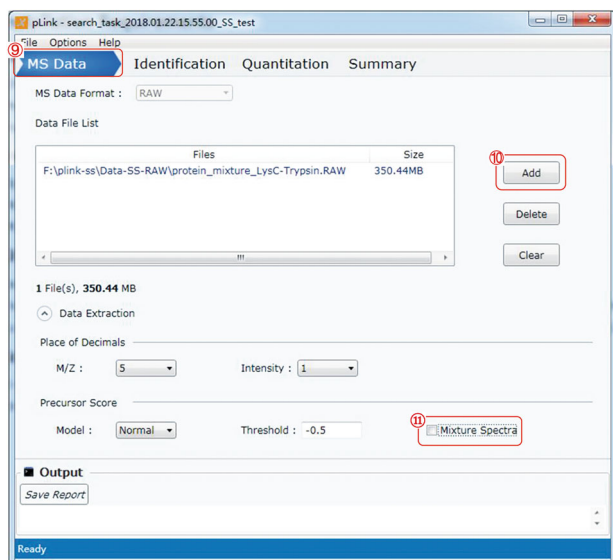 pLink - search_task_2018.01.22.15.55.00_SS_test
File Options Help
⑨
MS Data Identification Quantitation Summary
MS Data Format : RAW
Data File List
Files Size
⑩
F:\plink-ss\Data-SS-RAW\protein_mixture_LysC-Trypsin.RAW 350.44MB
Add
Delete
Clear
1 File(s), 350.44 MB
Data Extraction
Place of Decimals
M/Z : 5 Intensity : 1
Precursor Score
⑪
Model : Normal Threshold : -0.5 Mixture Spectra
Output
Save Report
Ready